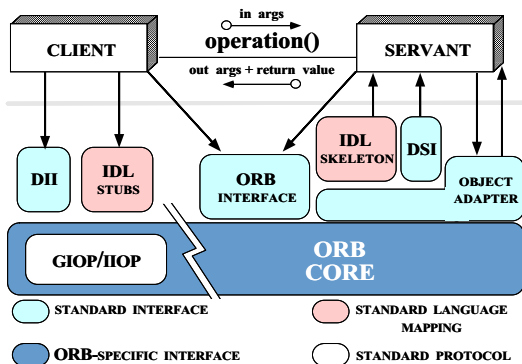 in args
CLIENT
operation()
SERVANT
out args + return value
DII
IDL
STUBS
ORB
INTERFACE
IDL
SKELETON
DSI
OBJECT
ADAPTER
GIOP/IIOP
ORB
CORE
STANDARD INTERFACE
STANDARD LANGUAGE
MAPPING
ORB-SPECIFIC INTERFACE
STANDARD PROTOCOL